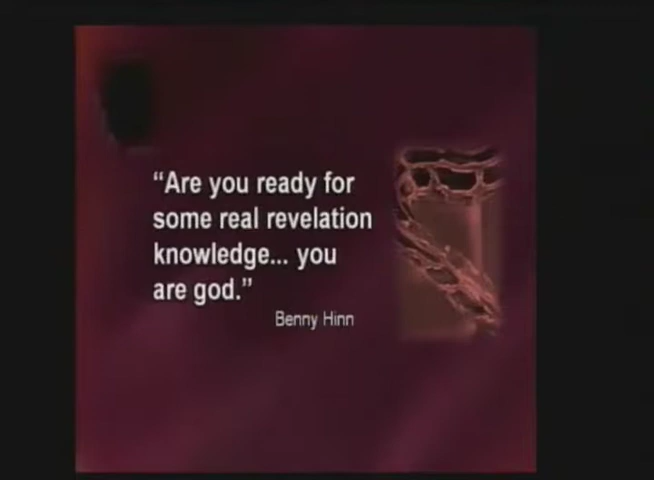 “Are you ready for
some real revelation
knowledge... you
are god.”
Benny Hinn